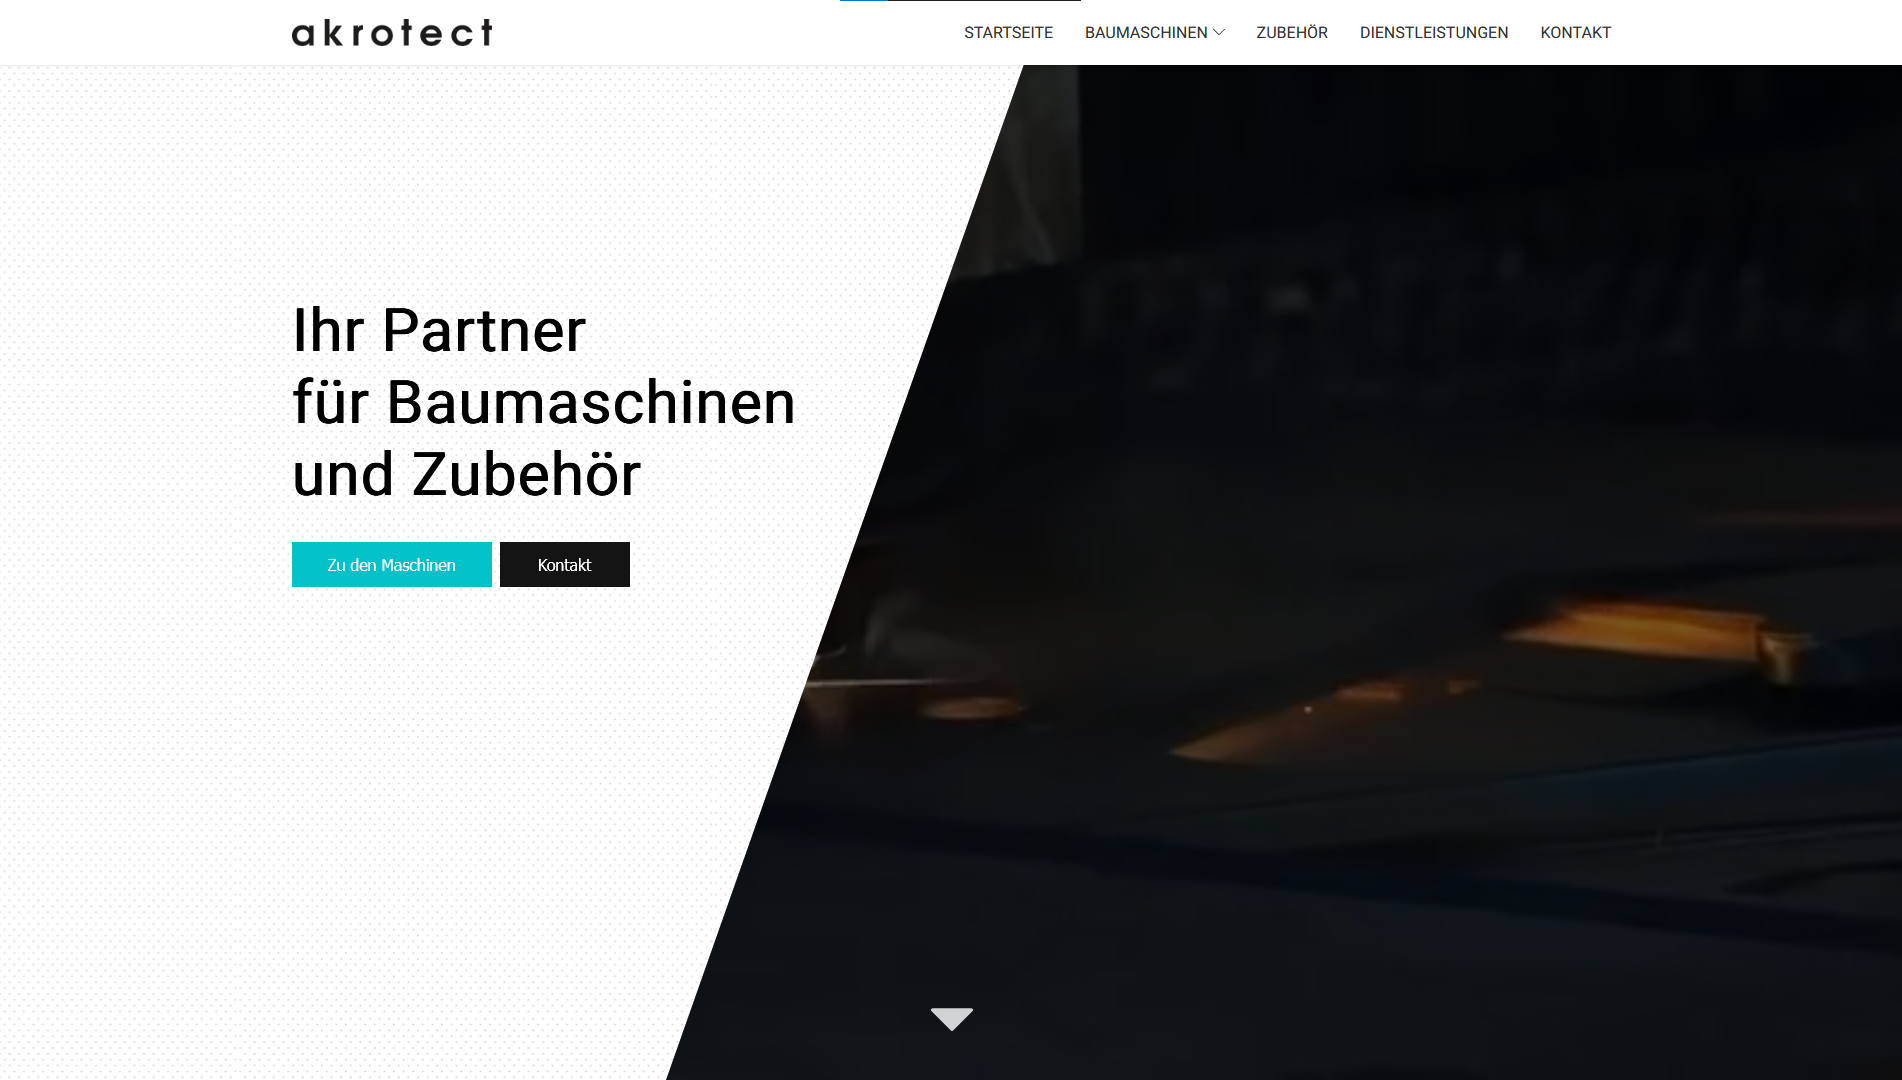 akrotect
STARTSEITE
BAUMASCHINEN
ZUBEHÖR
DIENSTLEISTUNGEN
KONTAKT
Ihr Partner
für Baumaschinen
und Zubehör
Zu den Maschinen
Kontakt